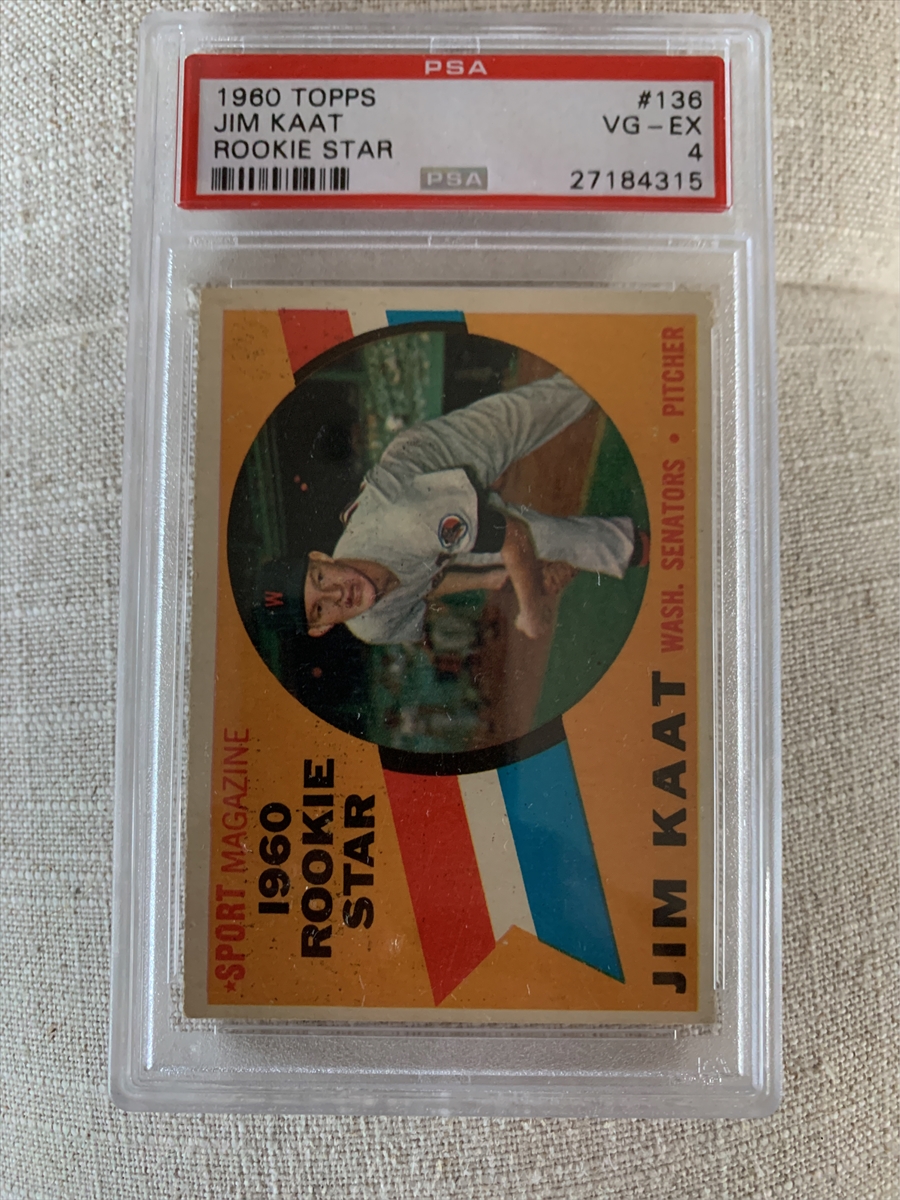 PSA
1960 TOPPS #136
JIM KAAT VG-EX
ROOKIE STAR 4
PSA 27184315
★SPORT MAGAZINE
1960
ROOKIE
STAR
W
JIM KAAT WASH. SENATORS • PITCHER